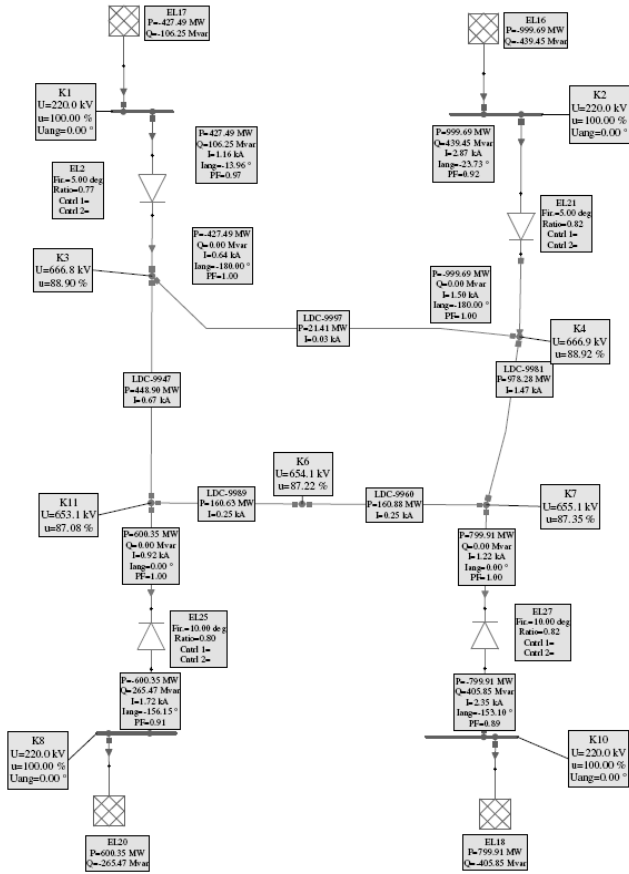 EL17
P=-427.49 MW
Q=-106.25 Mvar
EL16
P=-999.69 MW
Q=-439.45 Mvar
K1
U=220.0 kV
u=100.00 %
Uang=0.00 °
K2
U=220.0 kV
u=100.00 %
Uang=0.00 °
P=427.49 MW
Q=106.25 Mvar
I=1.16 kA
Iang=-13.96 °
PF=0.97
P=999.69 MW
Q=439.45 Mvar
I=2.87 kA
Iang=-23.73 °
PF=0.92
EL2
Fir.=5.00 deg
Ratio=0.77
Cntrl 1=
Cntrl 2=
EL21
Fir.=5.00 deg
Ratio=0.82
Cntrl 1=
Cntrl 2=
P=-427.49 MW
Q=0.00 Mvar
I=0.64 kA
Iang=-180.00 °
PF=1.00
P=-999.69 MW
Q=0.00 Mvar
I=1.50 kA
Iang=-180.00 °
PF=1.00
K3
U=666.8 kV
u=88.90 %
LDC-9997
P=21.41 MW
I=0.03 kA
K4
U=666.9 kV
u=88.92 %
LDC-9947
P=448.90 MW
I=0.67 kA
LDC-9981
P=978.28 MW
I=1.47 kA
K6
U=654.1 kV
u=87.22 %
K11
U=653.1 kV
u=87.08 %
LDC-9989
P=160.63 MW
I=0.25 kA
LDC-9960
P=160.88 MW
I=0.25 kA
K7
U=655.1 kV
u=87.35 %
P=600.35 MW
Q=0.00 Mvar
I=0.92 kA
Iang=0.00 °
PF=1.00
P=799.91 MW
Q=0.00 Mvar
I=1.22 kA
Iang=0.00 °
PF=1.00
EL25
Fir.=10.00 deg
Ratio=0.80
Cntrl 1=
Cntrl 2=
EL27
Fir.=10.00 deg
Ratio=0.82
Cntrl 1=
Cntrl 2=
P=-600.35 MW
Q=265.47 Mvar
I=1.72 kA
Iang=-156.15 °
PF=0.91
P=-799.91 MW
Q=405.85 Mvar
I=2.35 kA
Iang=-153.10 °
PF=0.89
K8
U=220.0 kV
u=100.00 %
Uang=0.00 °
K10
U=220.0 kV
u=100.00 %
Uang=0.00 °
EL20
P=600.35 MW
Q=-265.47 Mvar
EL18
P=799.91 MW
Q=-405.85 Mvar